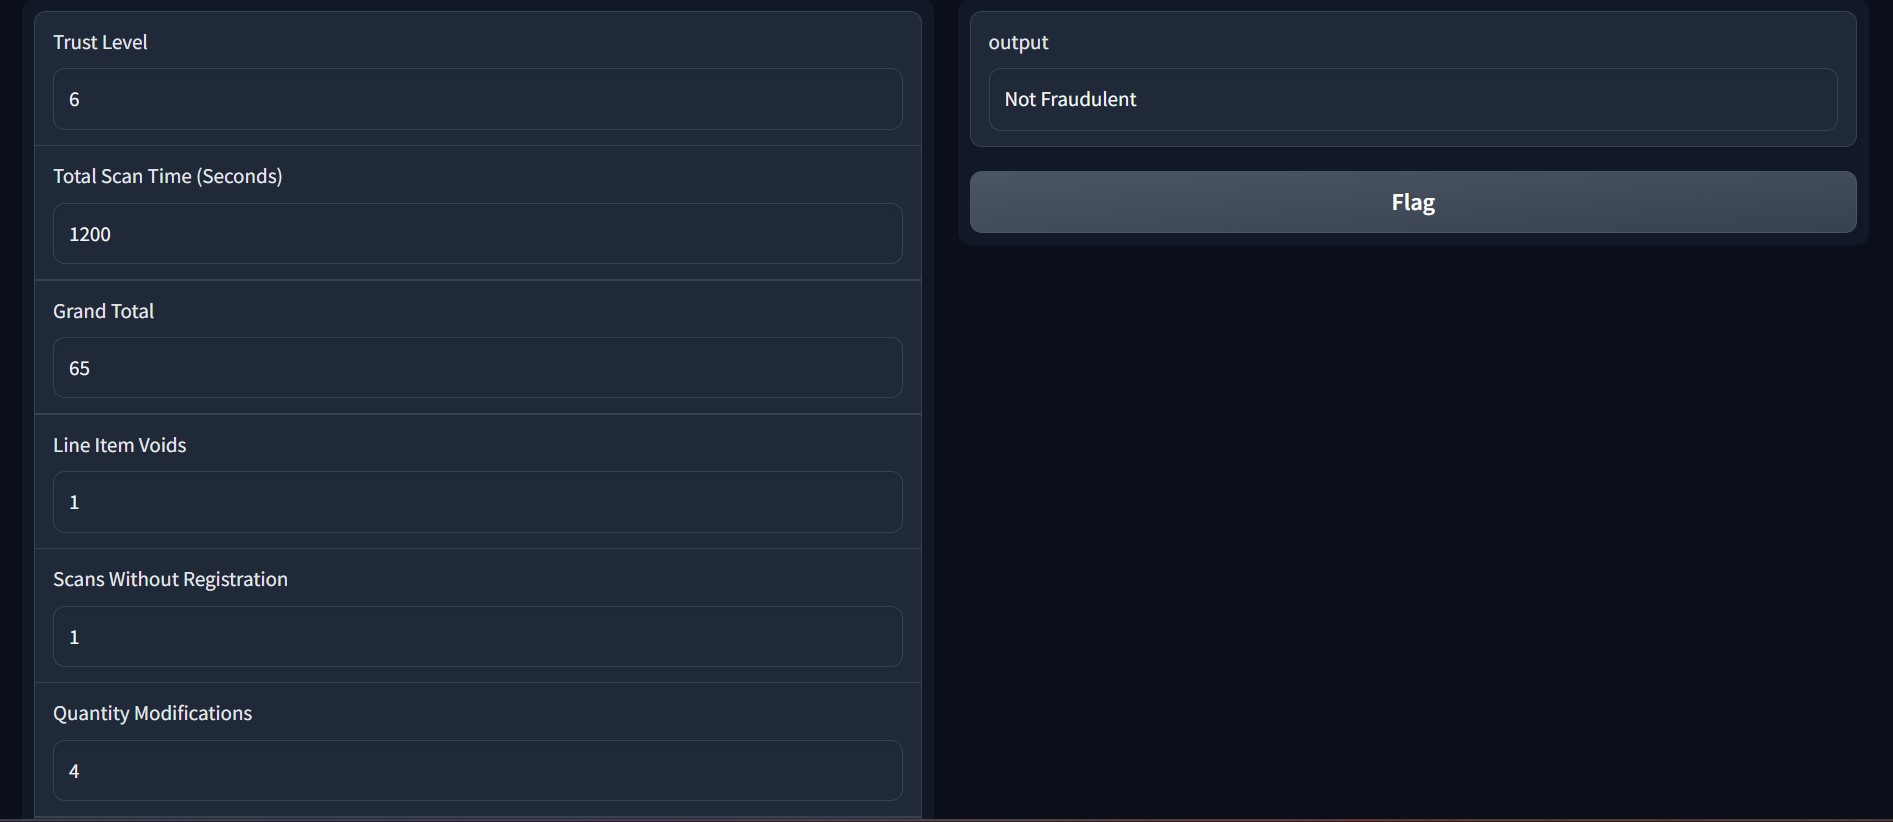 Trust Level
6
Total Scan Time (Seconds)
1200
Grand Total
65
Line Item Voids
1
Scans Without Registration
1
Quantity Modifications
4
output
Not Fraudulent
Flag